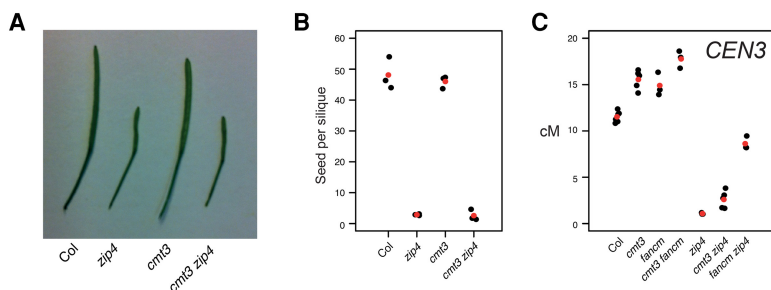 A
Col
zip4
cmt3
cmt3 zip4
B
Seed per silique
60
50
40
30
20
10
0
Col
zip4
cmt3
cmt3 zip4
C
CEN3
cM
20
15
10
5
0
Col
cmt3
fancm
cmt3 fancm
zip4
cmt3 zip4
fancm zip4